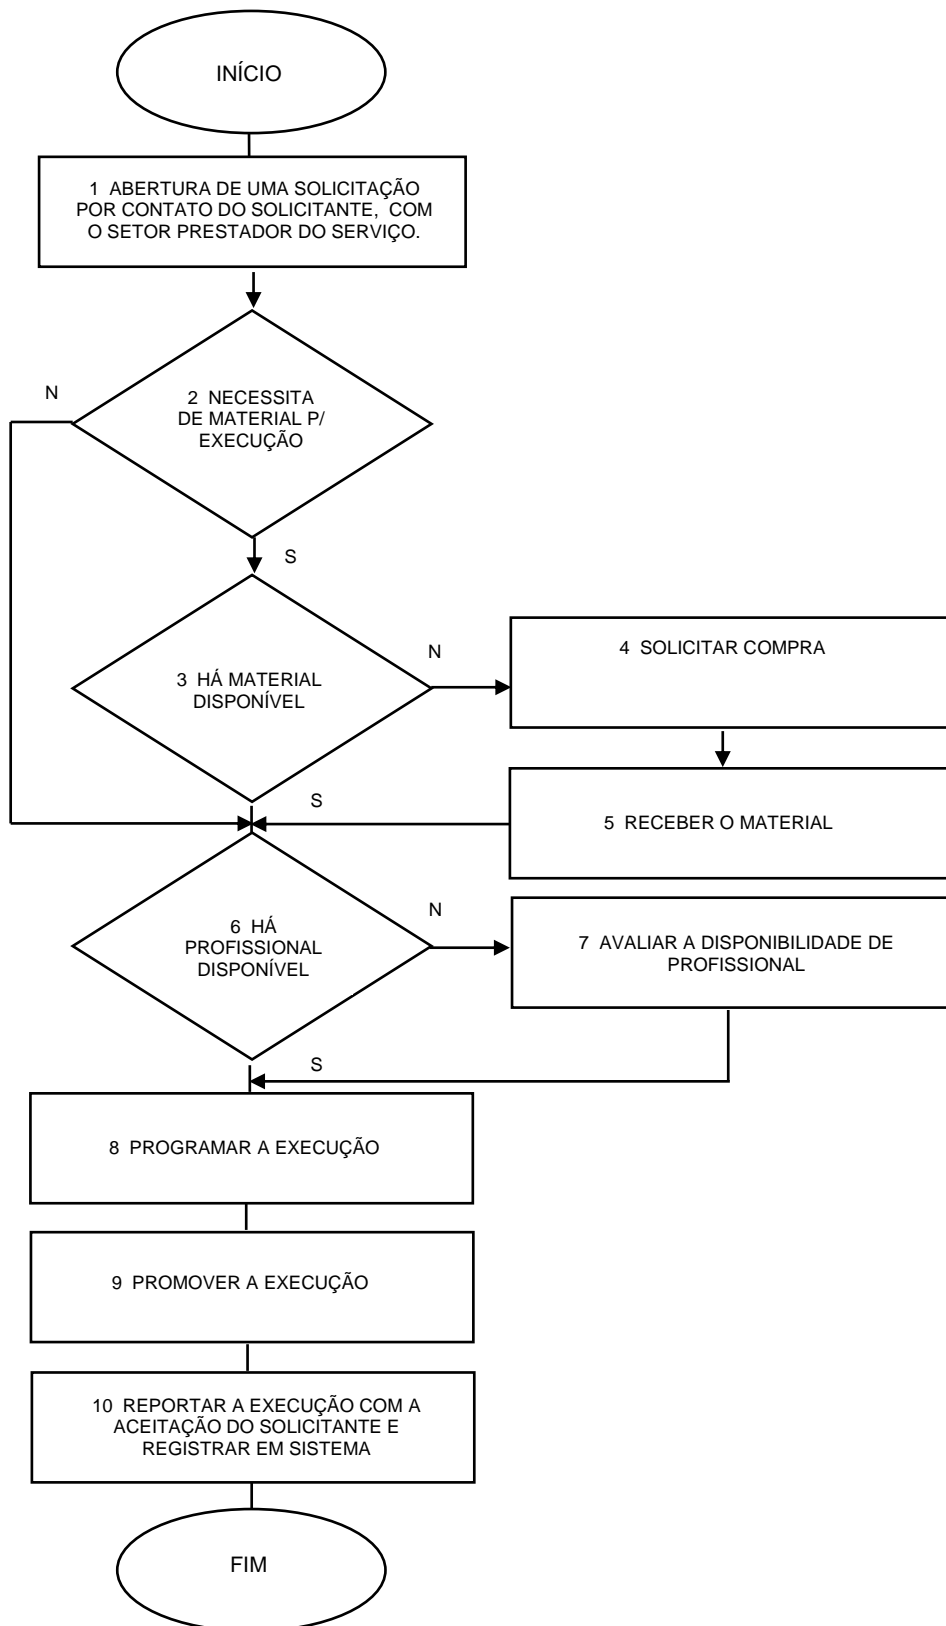 INÍCIO
1 ABERTURA DE UMA SOLICITAÇÃO
POR CONTATO DO SOLICITANTE, COM
O SETOR PRESTADOR DO SERVIÇO.
N
2 NECESSITA
DE MATERIAL P/
EXECUÇÃO
S
3 HÁ MATERIAL
DISPONÍVEL
N
4 SOLICITAR COMPRA
S
5 RECEBER O MATERIAL
6 HÁ
PROFISSIONAL
DISPONÍVEL
N
7 AVALIAR A DISPONIBILIDADE DE
PROFISSIONAL
S
8 PROGRAMAR A EXECUÇÃO
9 PROMOVER A EXECUÇÃO
10 REPORTAR A EXECUÇÃO COM A
ACEITAÇÃO DO SOLICITANTE E
REGISTRAR EM SISTEMA
FIM